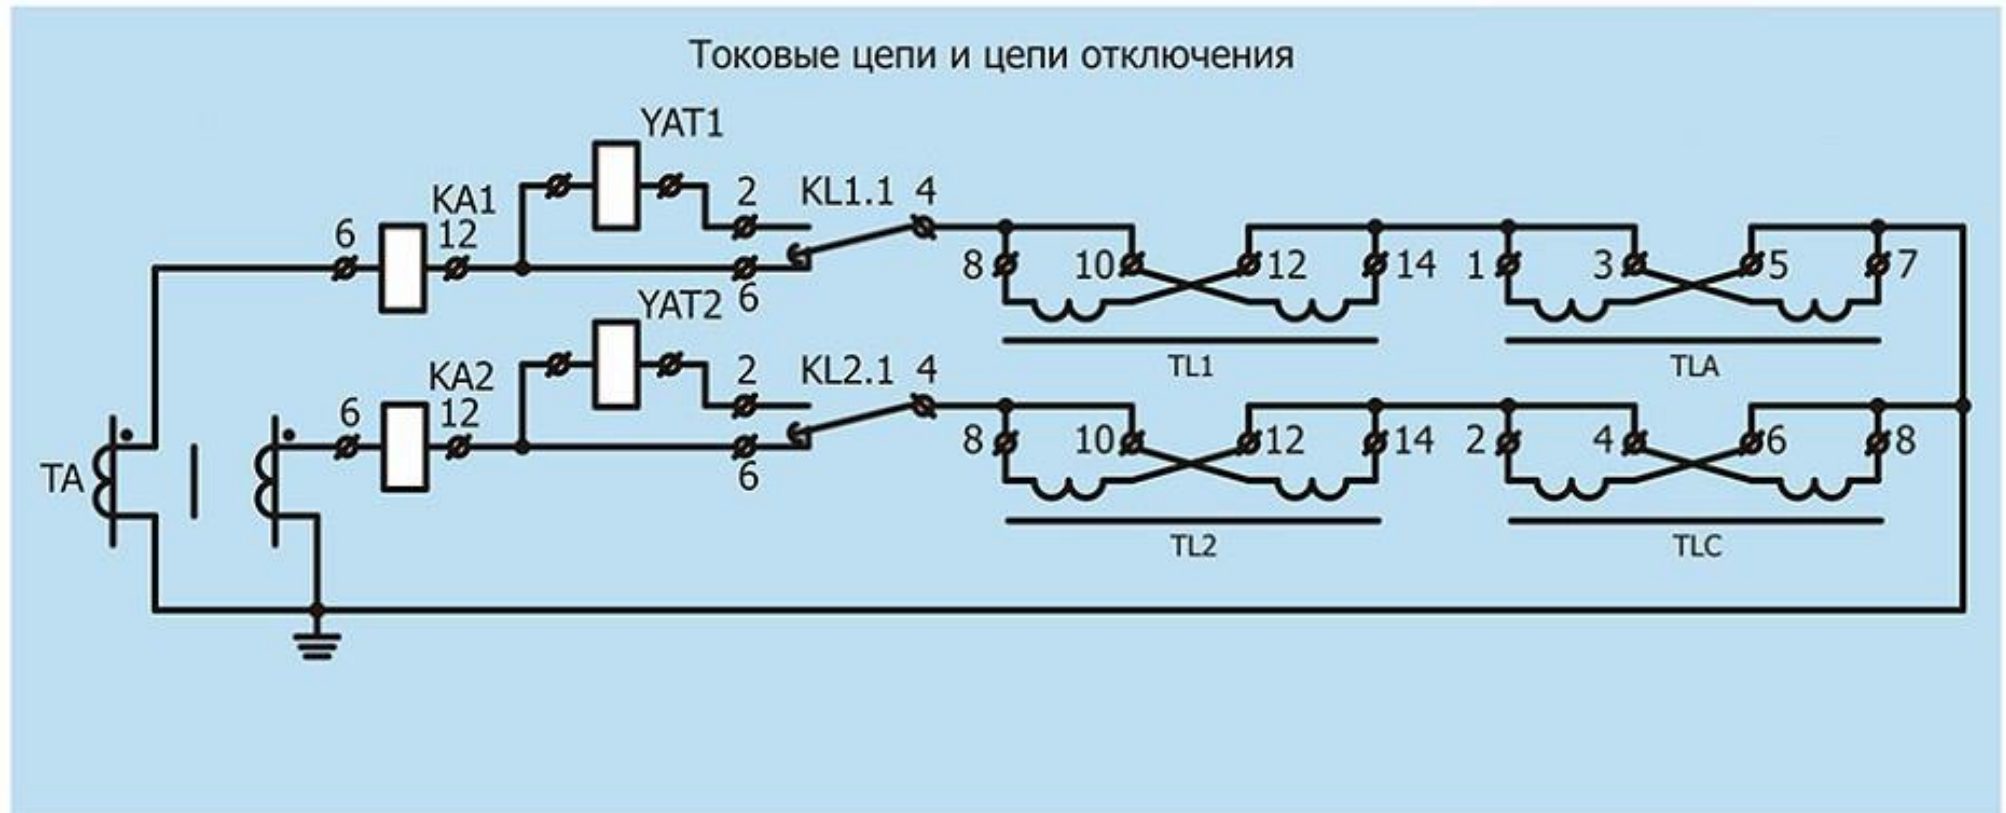 Токовые цепи и цепи отключения
YAT1
KA1
2 KL1.1 4
6 12
8 10 12 14 1 3 5 7
6
YAT2
TL1 TLA
KA2
2 KL2.1 4
6 12
8 10 12 14 2 4 6 8
6
TA
TL2 TLC